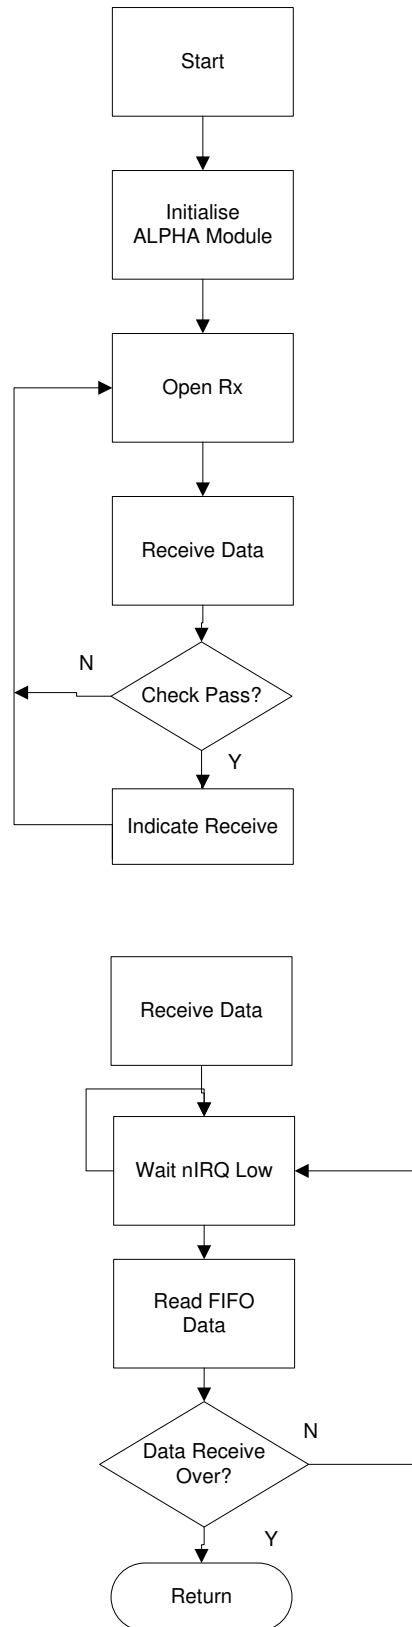 Start
Initialise
ALPHA Module
Open Rx
Receive Data
N
Check Pass?
Y
Indicate Receive
Receive Data
Wait nIRQ Low
Read FIFO
Data
N
Data Receive
Over?
Y
Return